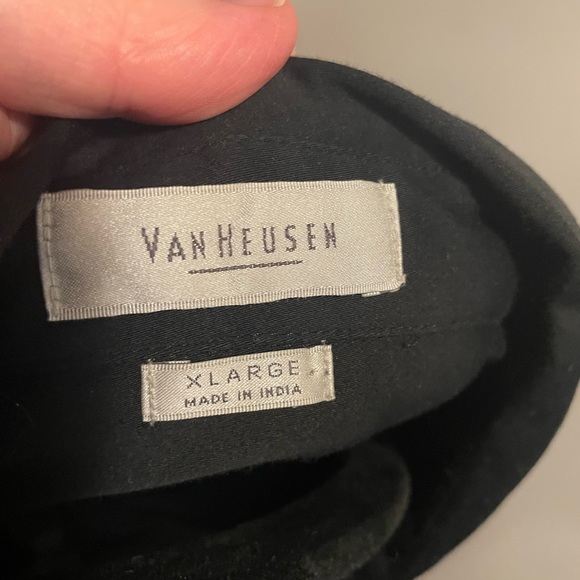 VAN HEUSEN
XLARGE
MADE IN INDIA